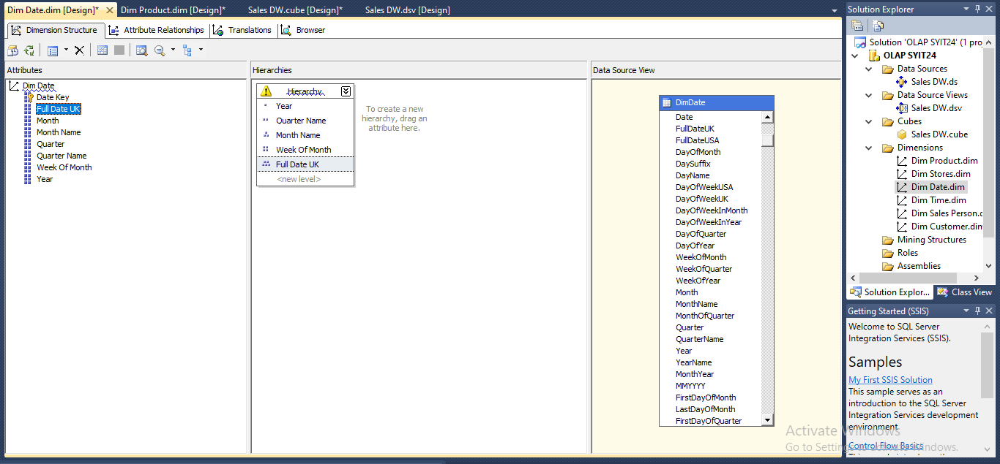 Dim Date.dim [Design]* Dim Product.dim [Design]* Sales DW.cube [Design]* Sales DW.dsv [Design]
Dimension Structure Attribute Relationships Translations Browser
Attributes
Dim Date
Date Key
Full Date UK
Month
Month Name
Quarter
Quarter Name
Week Of Month
Year
Hierarchies
Hierarchy
Year
Quarter Name
Month Name
Week Of Month
Full Date UK
<new level>
To create a new
hierarchy, drag an
attribute here.
Data Source View
DimDate
Date
FullDateUK
FullDateUSA
DayOfMonth
DaySuffix
DayName
DayOfWeekUSA
DayOfWeekUK
DayOfWeekInMonth
DayOfWeekInYear
DayOfQuarter
DayOfYear
WeekOfMonth
WeekOfQuarter
WeekOfYear
Month
MonthName
MonthOfQuarter
Quarter
QuarterName
Year
YearName
MonthYear
MMYYYY
FirstDayOfMonth
LastDayOfMonth
FirstDayOfQuarter
Solution Explorer
Solution 'OLAP SYIT24' (1 proj
OLAP SYIT24
Data Sources
Sales DW.ds
Data Source Views
Sales DW.dsv
Cubes
Sales DW.cube
Dimensions
Dim Product.dim
Dim Stores.dim
Dim Date.dim
Dim Time.dim
Dim Sales Person.d
Dim Customer.dim
Mining Structures
Roles
Assemblies
Solution Explor... Class View
Getting Started (SSIS)
Welcome to SQL Server
Integration Services (SSIS).
Samples
My First SSIS Solution
This sample serves as an
introduction to the SQL Server
Integration Services development
environment.
Control Flow Basics
Activate Windows
Go to Settings to activate Windows.